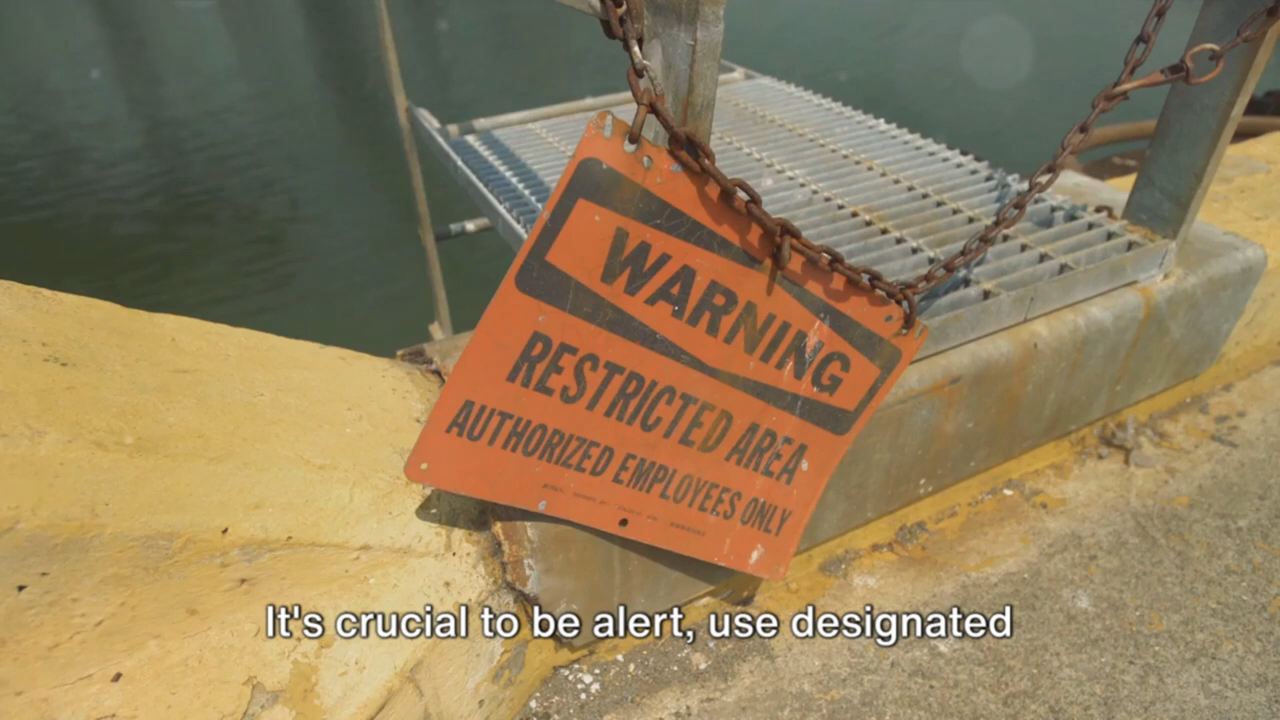 WARNING
RESTRICTED AREA
AUTHORIZED EMPLOYEES ONLY
It's crucial to be alert, use designated